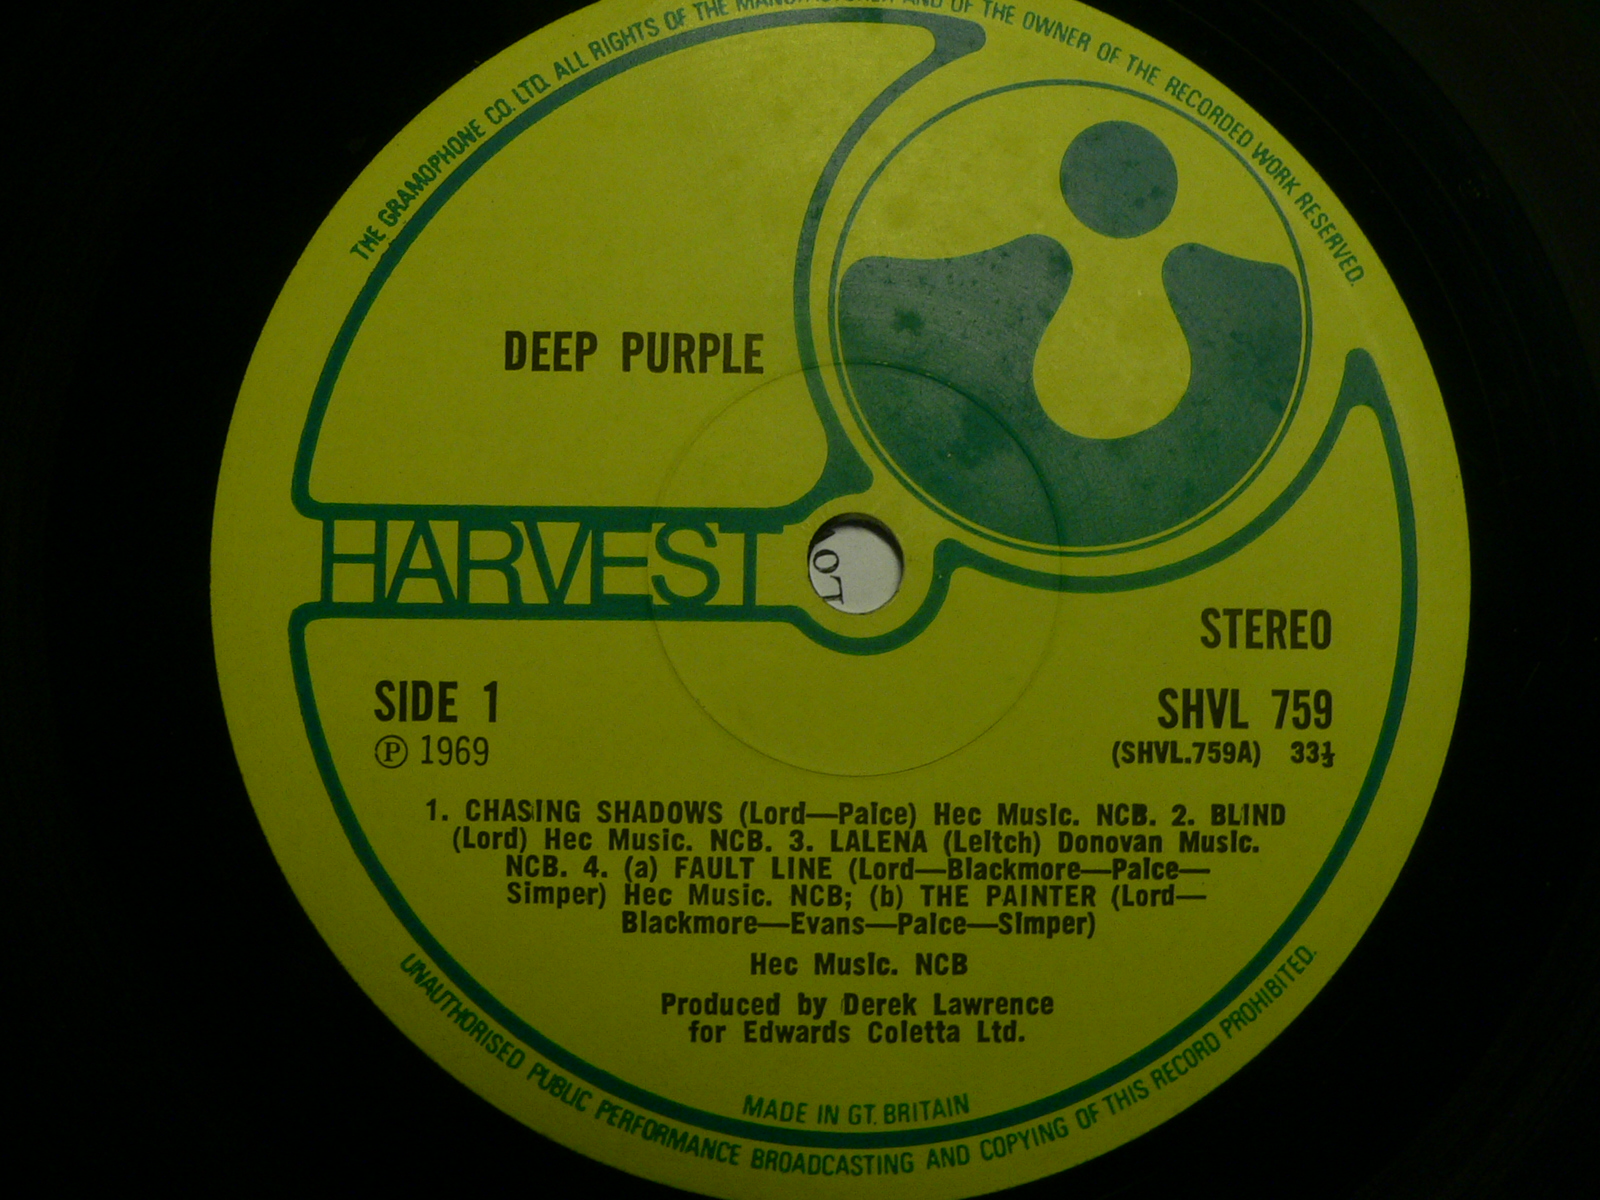 THE GRAMOPHONE CO. LTD. ALL RIGHTS OF THE MANUFACTURER AND OF THE OWNER OF THE RECORDED WORK RESERVED.
DEEP PURPLE
HARVEST
LOV
STEREO
SIDE 1
SHVL 759
℗ 1969
(SHVL.759A) 33⅓
1. CHASING SHADOWS (Lord—Paice) Hec Music. NCB. 2. BLIND
(Lord) Hec Music. NCB. 3. LALENA (Leitch) Donovan Music.
NCB. 4. (a) FAULT LINE (Lord—Blackmore—Paice—
Simper) Hec Music. NCB; (b) THE PAINTER (Lord—
Blackmore—Evans—Paice—Simper)
Hec Music. NCB
Produced by Derek Lawrence
for Edwards Coletta Ltd.
MADE IN GT. BRITAIN
UNAUTHORISED PUBLIC PERFORMANCE BROADCASTING AND COPYING OF THIS RECORD PROHIBITED.